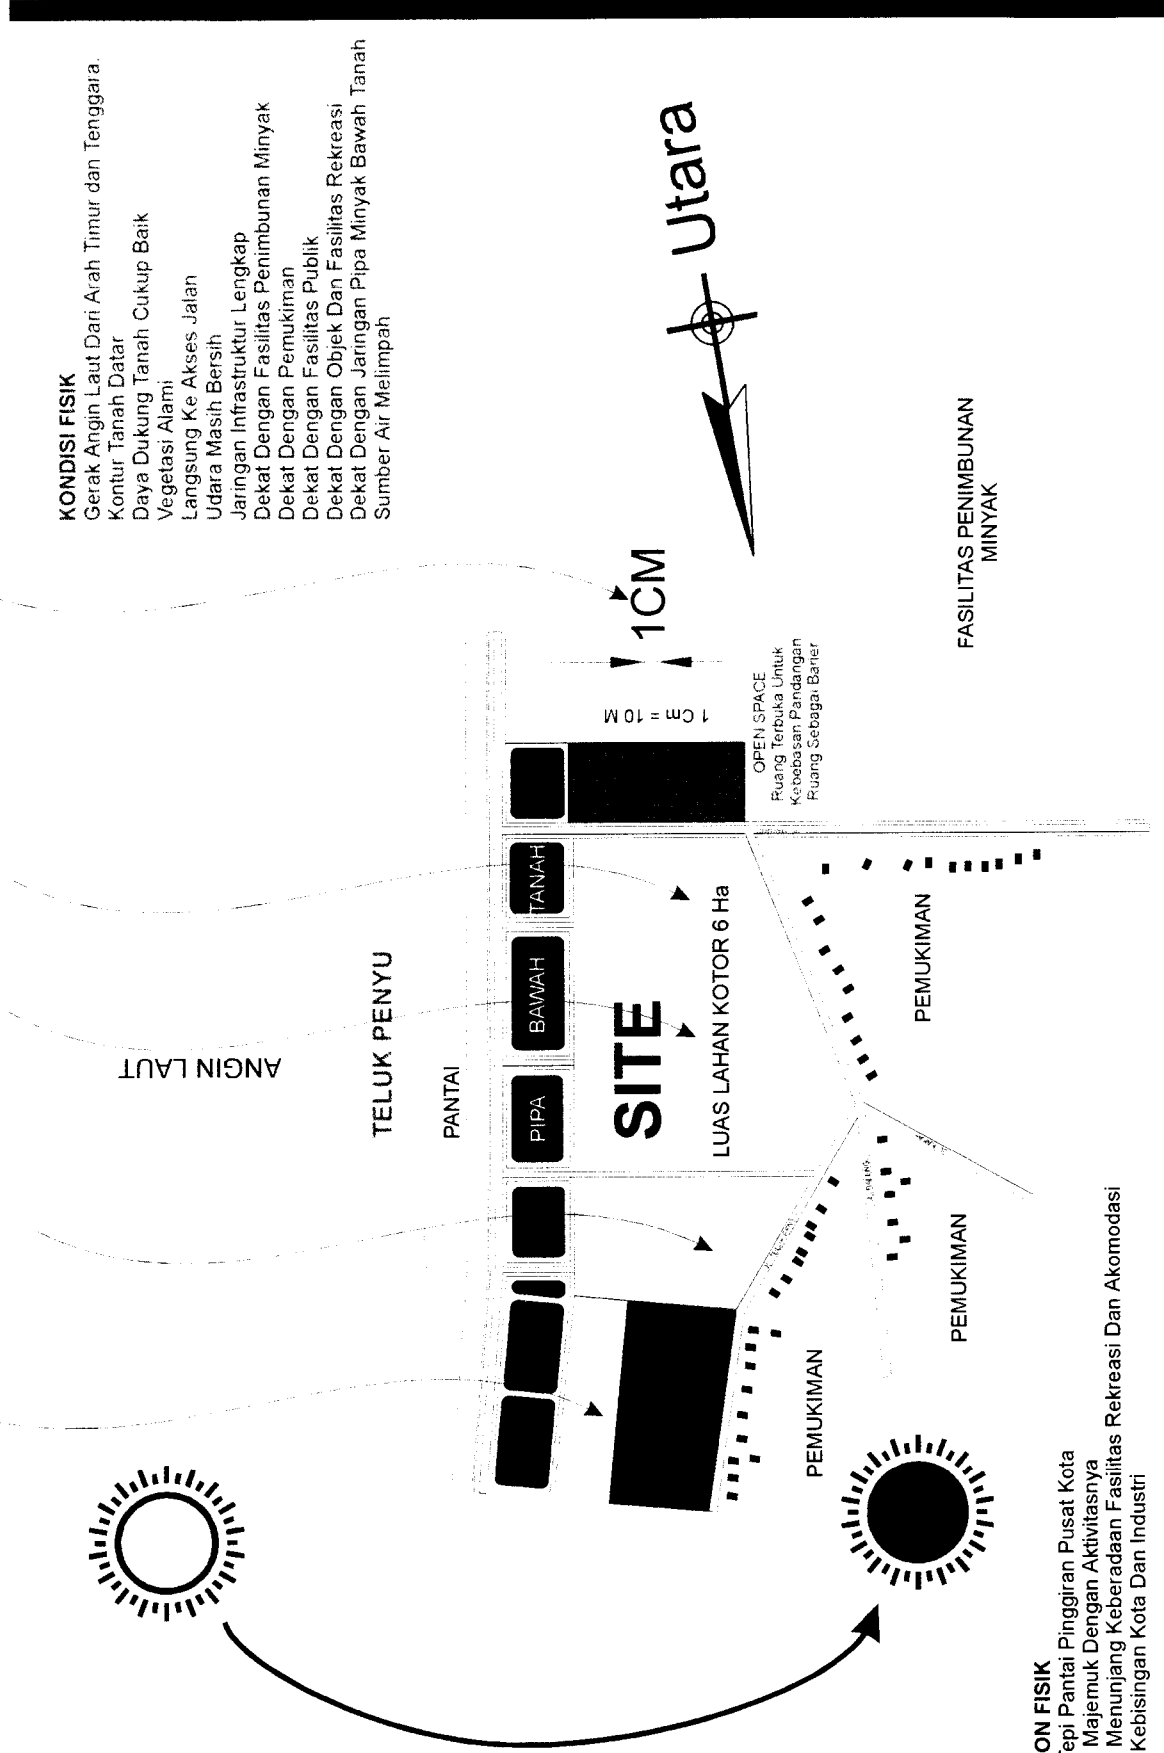 KONDISI FISIK
Gerak Angin Laut Dari Arah Timur dan Tenggara.
Kontur Tanah Datar
Daya Dukung Tanah Cukup Baik
Vegetasi Alami
Langsung Ke Akses Jalan
Udara Masih Bersih
Jaringan Infrastruktur Lengkap
Dekat Dengan Fasilitas Penimbunan Minyak
Dekat Dengan Pemukiman
Dekat Dengan Fasilitas Publik
Dekat Dengan Objek Dan Fasilitas Rekreasi
Dekat Dengan Jaringan Pipa Minyak Bawah Tanah
Sumber Air Melimpah
ANGIN LAUT
TELUK PENYU
PANTAI
PIPA BAWAH TANAH
SITE
LUAS LAHAN KOTOR 6 Ha
1CM
1 Cm = 10 M
Utara
OPEN SPACE
Ruang Terbuka Untuk
Kebebasan Pandangan
Ruang Sebagai Barier
FASILITAS PENIMBUNAN
MINYAK
PEMUKIMAN
PEMUKIMAN
PEMUKIMAN
ON FISIK
Tepi Pantai Pinggiran Pusat Kota
Majemuk Dengan Aktivitasnya
Menunjang Keberadaan Fasilitas Rekreasi Dan Akomodasi
Kebisingan Kota Dan Industri